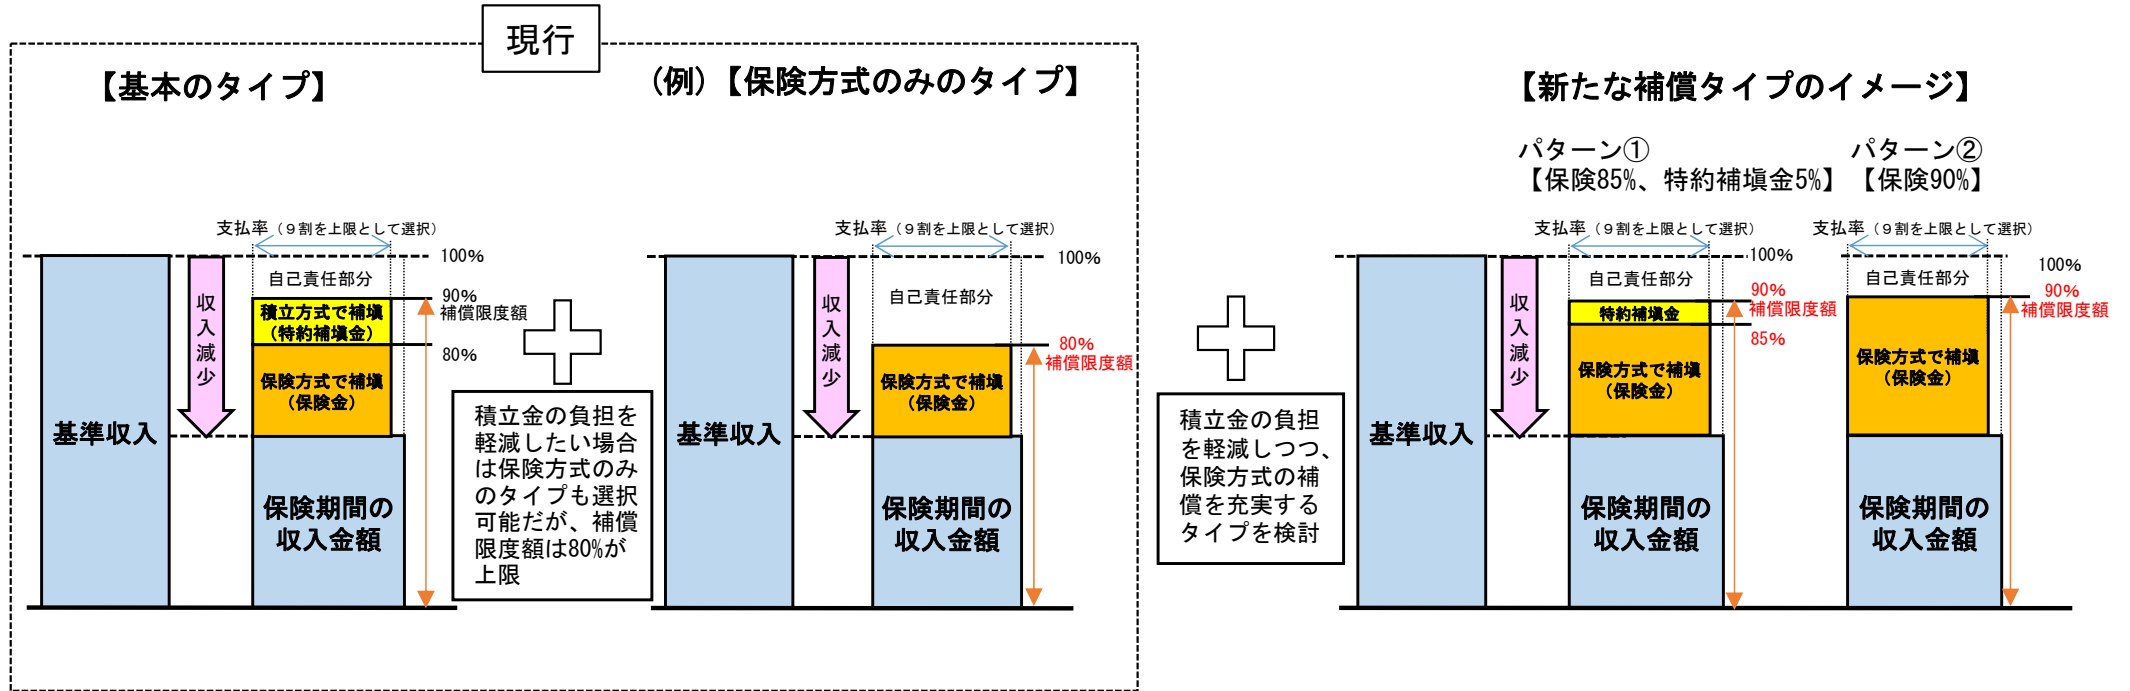 現行
【基本のタイプ】
支払率（９割を上限として選択）
100%
自己責任部分
90%
補償限度額
積立方式で補塡
（特約補塡金）
80%
保険方式で補塡
（保険金）
収入減少
基準収入
保険期間の
収入金額
積立金の負担を
軽減したい場合
は保険方式のみ
のタイプも選択
可能だが、補償
限度額は80%が
上限
（例）【保険方式のみのタイプ】
支払率（９割を上限として選択）
100%
自己責任部分
80%
補償限度額
保険方式で補塡
（保険金）
収入減少
基準収入
保険期間の
収入金額
積立金の負担
を軽減しつつ、
保険方式の補
償を充実する
タイプを検討
【新たな補償タイプのイメージ】
パターン①
【保険85%、特約補塡金5%】
支払率（９割を上限として選択）
100%
自己責任部分
90%
補償限度額
特約補塡金
85%
保険方式で補塡
（保険金）
収入減少
基準収入
保険期間の
収入金額
パターン②
【保険90%】
支払率（９割を上限として選択）
100%
自己責任部分
90%
補償限度額
保険方式で補塡
（保険金）
保険期間の
収入金額